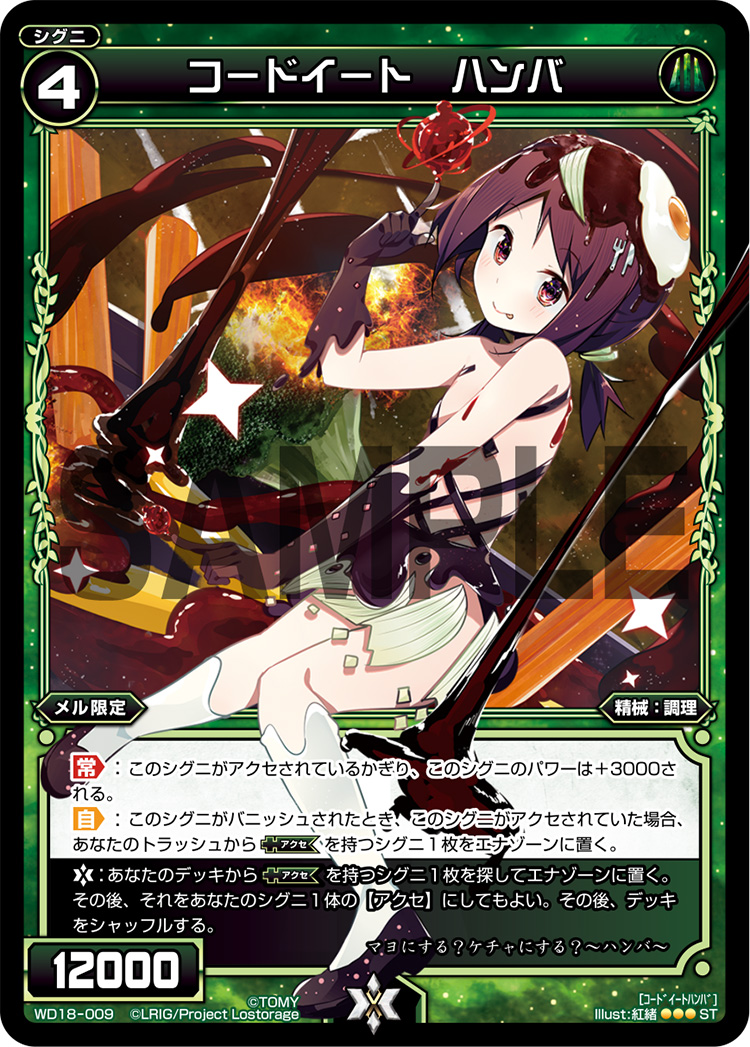 シグニ
4
コードイート ハンバ
SAMPLE
メル限定
精械:調理
常:このシグニがアクセされているかぎり、このシグニのパワーは+3000さ
れる。
自:このシグニがバニッシュされたとき、このシグニがアクセされていた場合、
あなたのトラッシュから アクセ を持つシグニ1枚をエナゾーンに置く。
:あなたのデッキから アクセ を持つシグニ1枚を探してエナゾーンに置く。
その後、それをあなたのシグニ1体の【アクセ】にしてもよい。その後、デッキ
をシャッフルする。
マヨにする?ケチャにする?～ハンバ～
12000
©TOMY
[コードイートハンバ]
WD18-009 ©LRIG/Project Lostorage
Illust:紅緒 ST